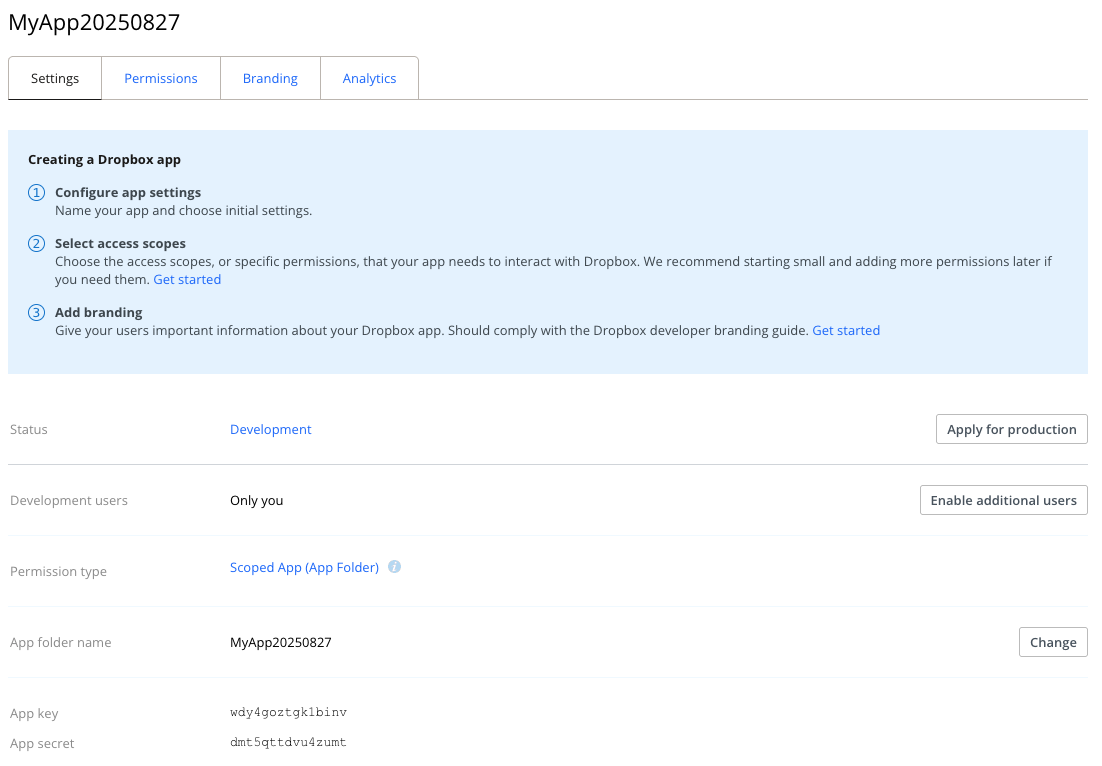 MyApp20250827
Settings
Permissions
Branding
Analytics
Creating a Dropbox app
1 Configure app settings
Name your app and choose initial settings.
2 Select access scopes
Choose the access scopes, or specific permissions, that your app needs to interact with Dropbox. We recommend starting small and adding more permissions later if
you need them. Get started
3 Add branding
Give your users important information about your Dropbox app. Should comply with the Dropbox developer branding guide. Get started
Status Development Apply for production
Development users Only you Enable additional users
Permission type Scoped App (App Folder) i
App folder name MyApp20250827 Change
App key wdy4goztgk1binv
App secret dmt5qttdvu4zumt